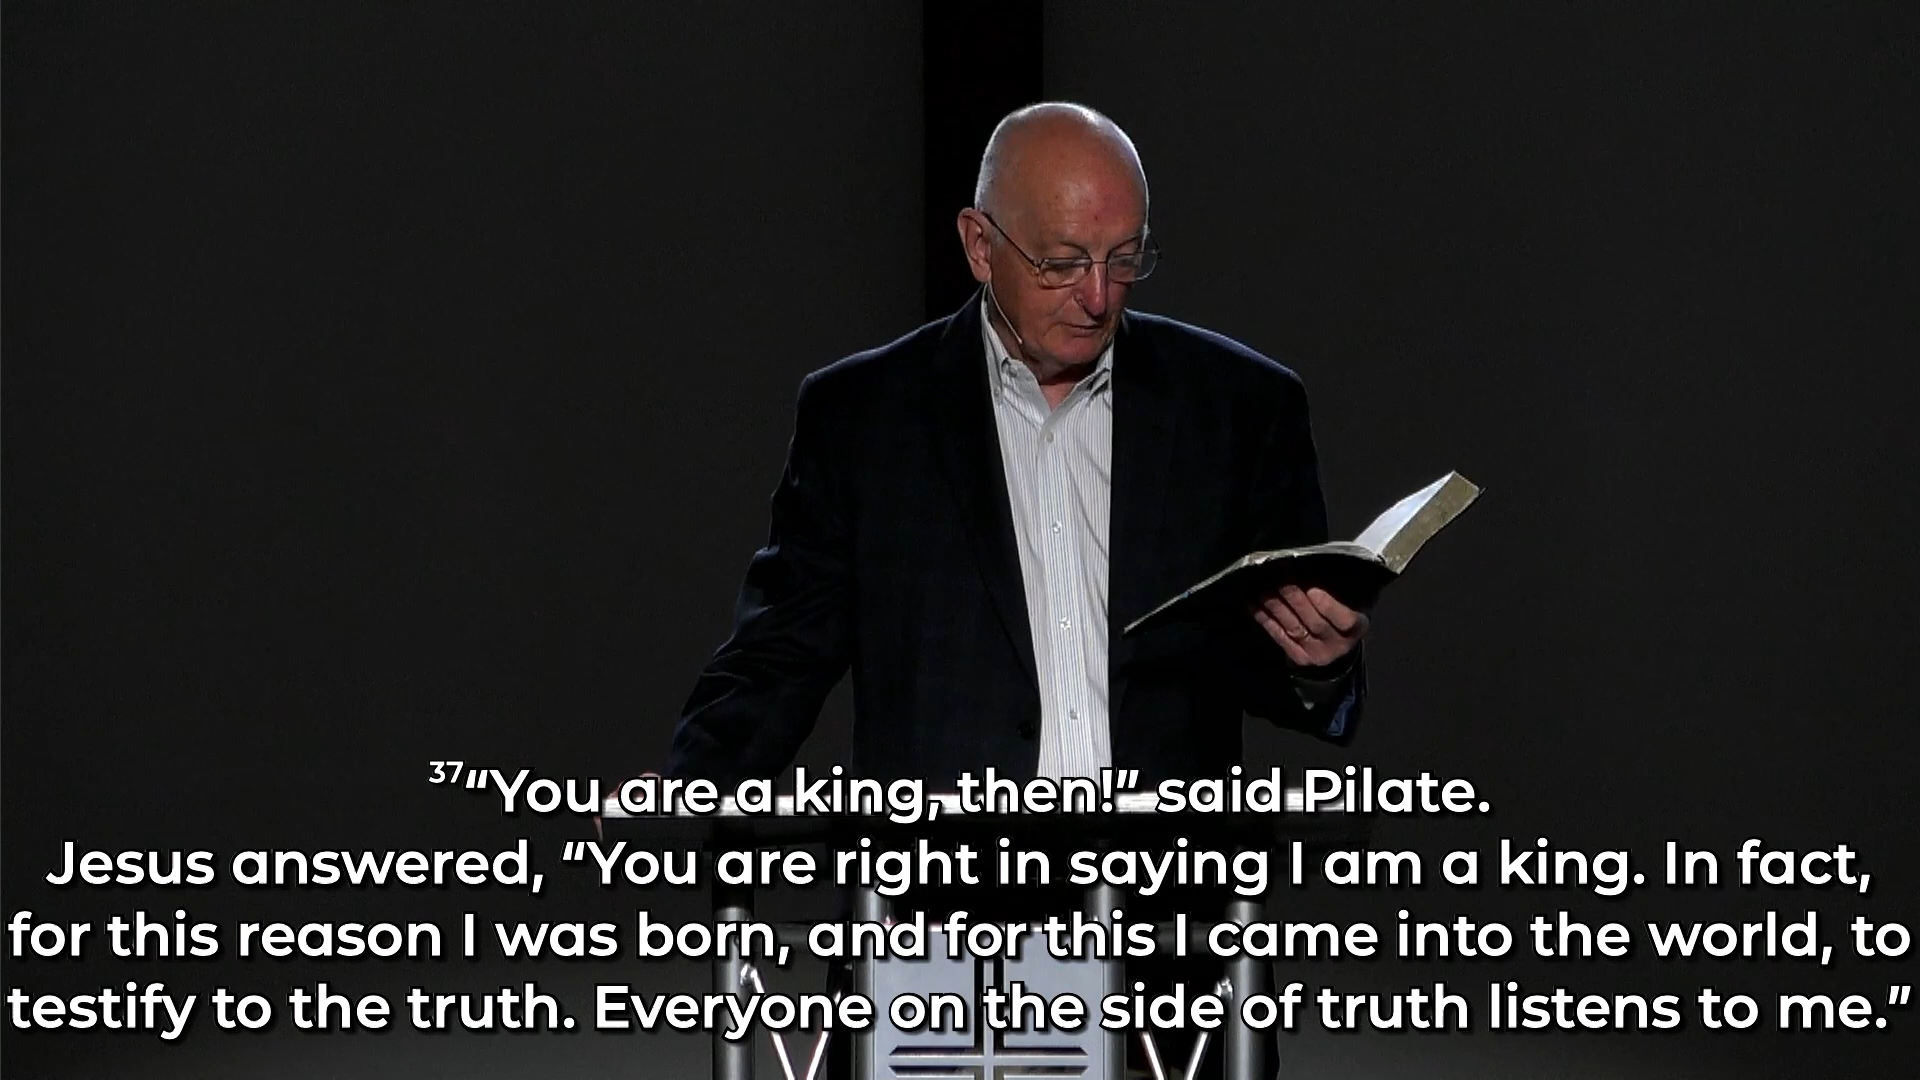 37“You are a king, then!” said Pilate.
Jesus answered, “You are right in saying I am a king. In fact,
for this reason I was born, and for this I came into the world, to
testify to the truth. Everyone on the side of truth listens to me.”